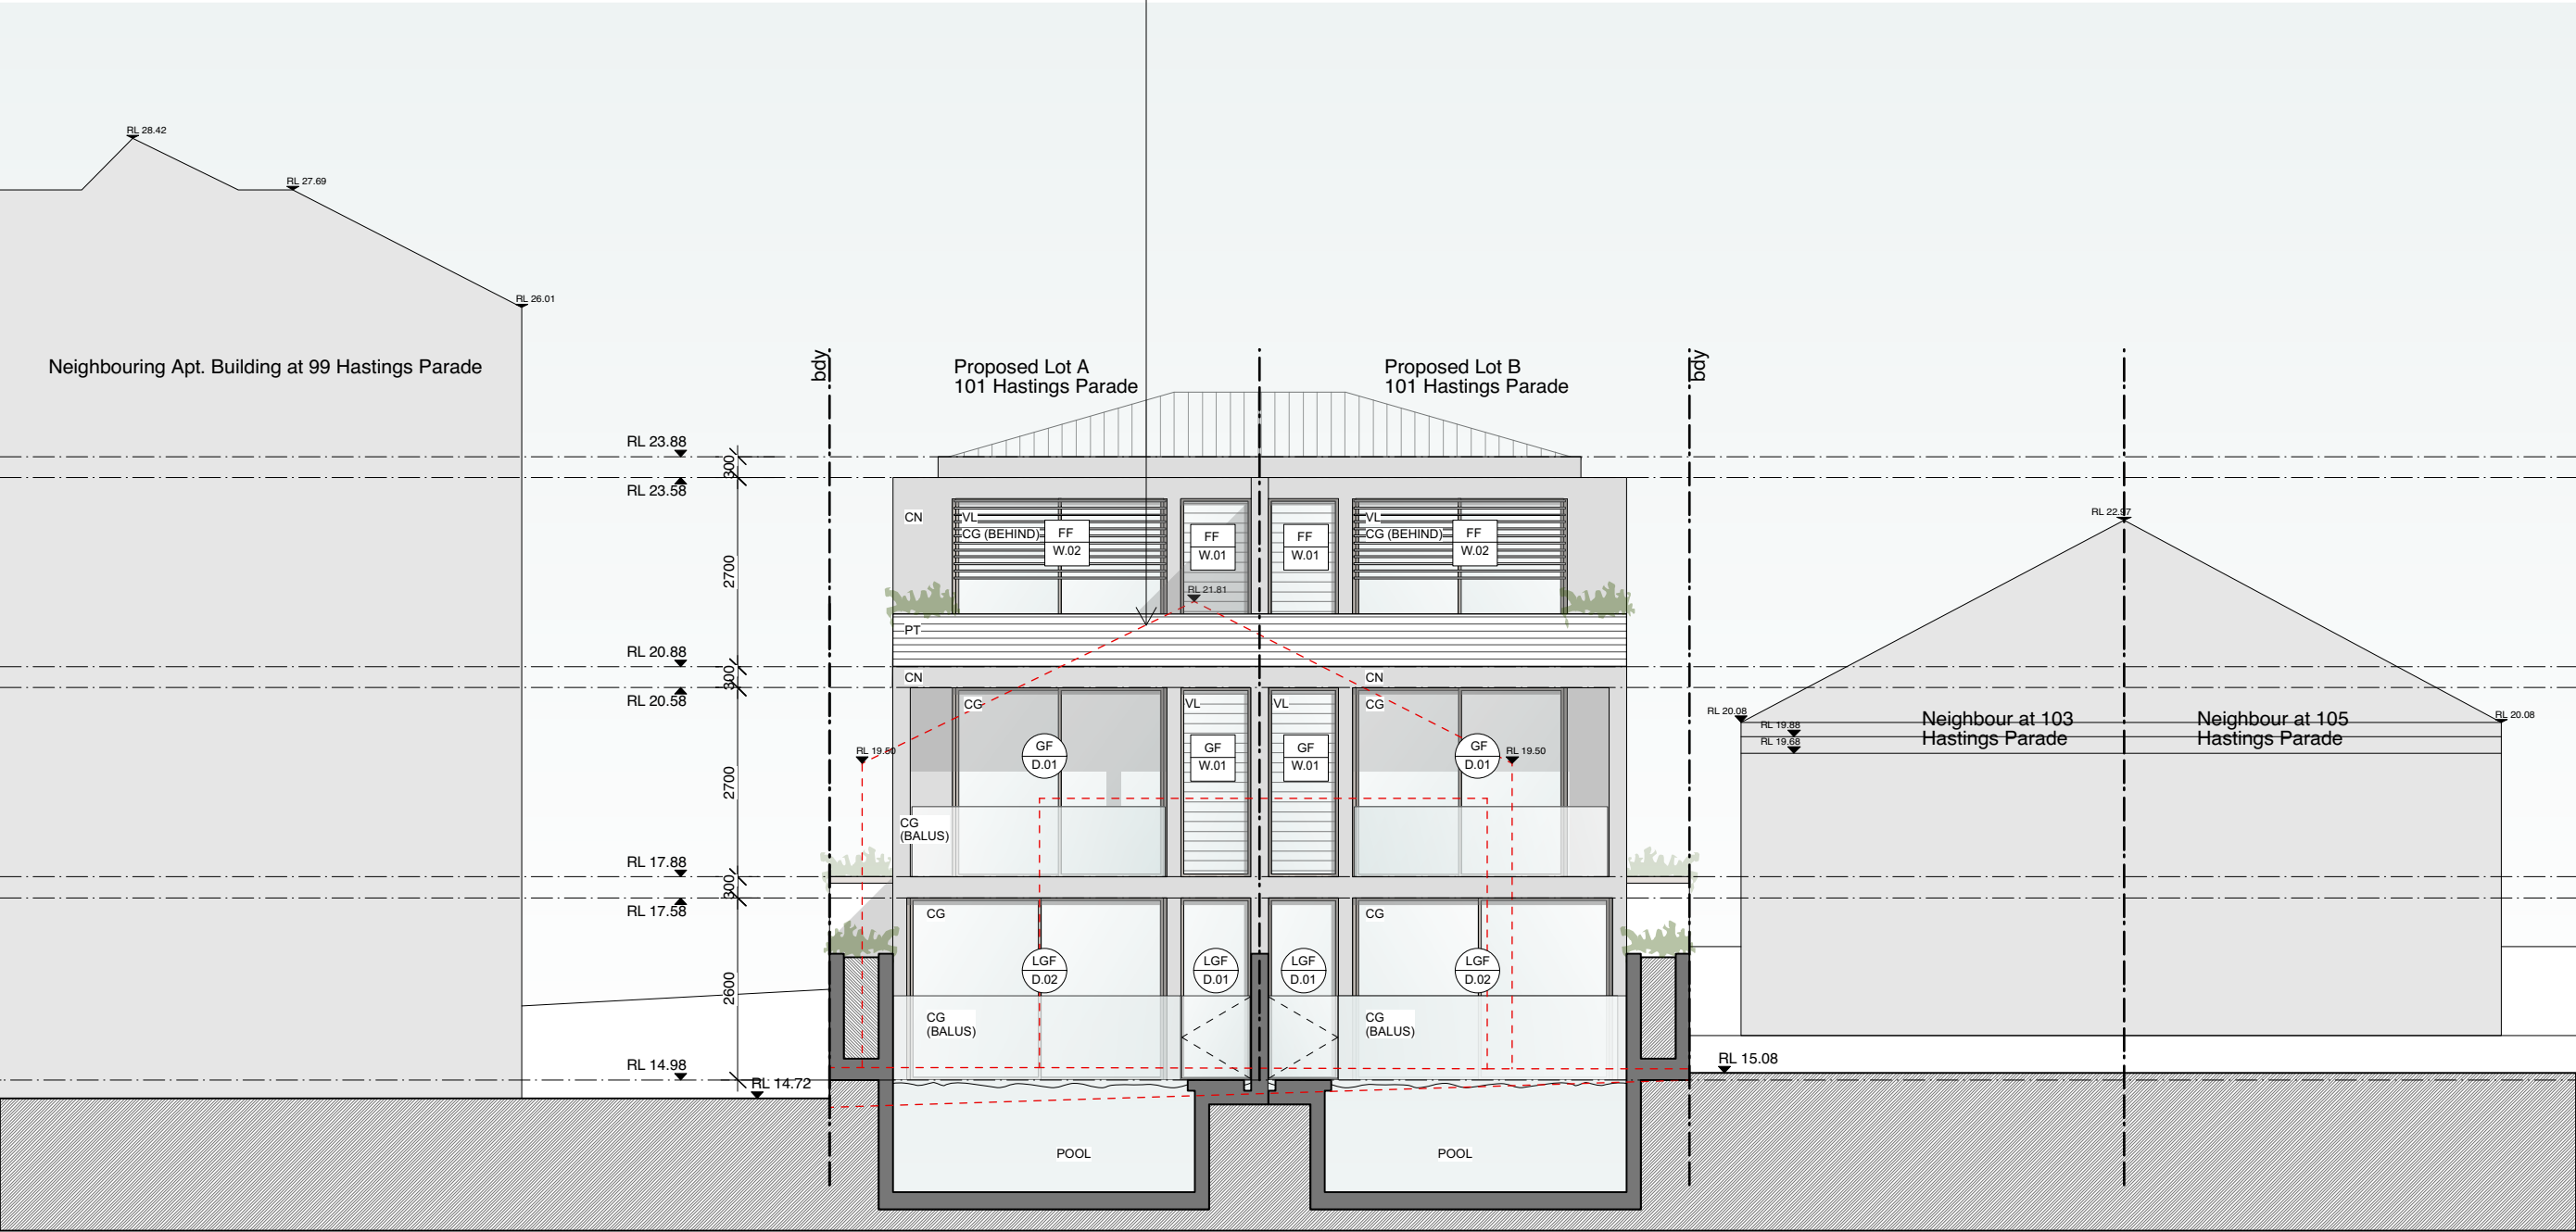 RL 28.42
RL 27.69
RL 26.01
Neighbouring Apt. Building at 99 Hastings Parade
bdy
Proposed Lot A
101 Hastings Parade
Proposed Lot B
101 Hastings Parade
bdy
RL 23.88
300
RL 23.58
CN
VL
CG (BEHIND)
FF
W.02
FF
W.01
FF
W.01
VL
CG (BEHIND)
FF
W.02
RL 22.97
2700
RL 21.81
PT
RL 20.88
300
CN
CN
RL 20.58
CG
VL
VL
CG
RL 20.08
RL 19.88
RL 19.68
Neighbour at 103
Hastings Parade
Neighbour at 105
Hastings Parade
RL 20.08
RL 19.80
GF
D.01
GF
W.01
GF
W.01
GF
D.01
RL 19.50
2700
CG
(BALUS)
RL 17.88
300
RL 17.58
CG
CG
LGF
D.02
LGF
D.01
LGF
D.01
LGF
D.02
2600
CG
(BALUS)
CG
(BALUS)
RL 14.98
RL 14.72
RL 15.08
POOL
POOL